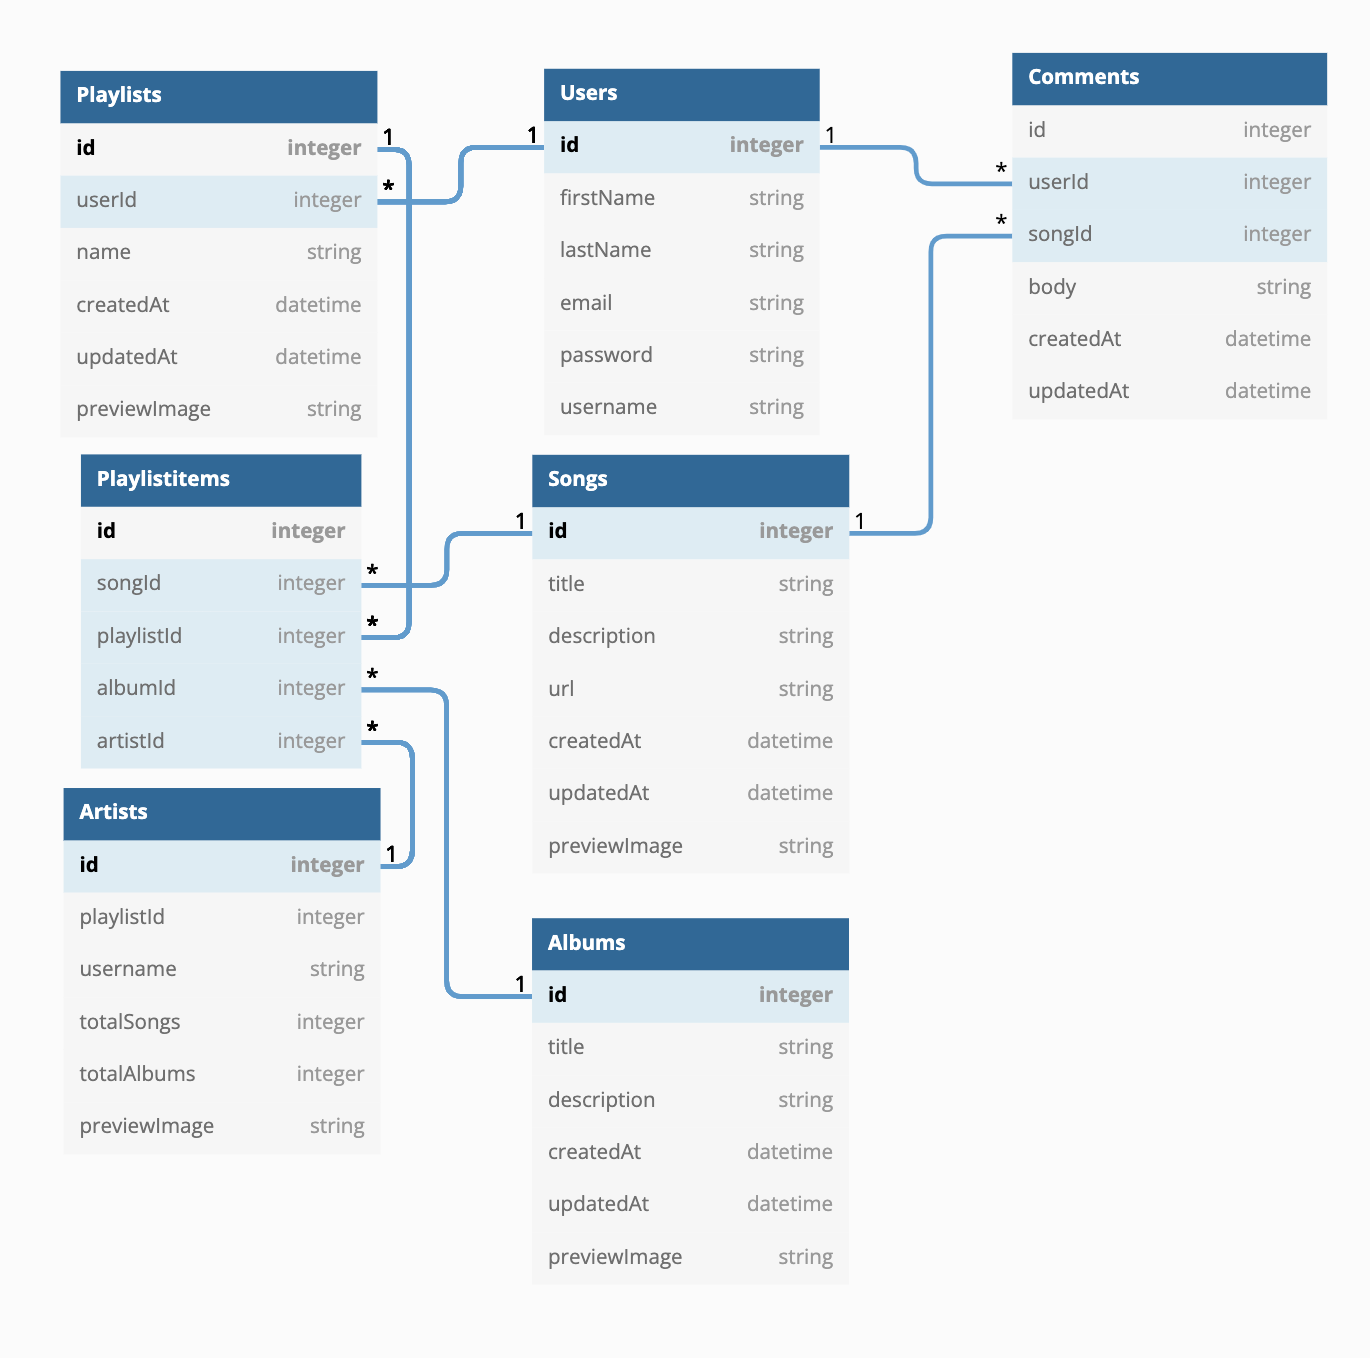 Playlists
id integer 1
userId integer *
name string
createdAt datetime
updatedAt datetime
previewImage string
Users
1 id integer 1
firstName string
lastName string
email string
password string
username string
Comments
id integer
* userId integer
* songId integer
body string
createdAt datetime
updatedAt datetime
Playlistitems
id integer
songId integer *
playlistId integer *
albumId integer *
artistId integer *
Songs
1 id integer 1
title string
description string
url string
createdAt datetime
updatedAt datetime
previewImage string
Artists
id integer 1
playlistId integer
username string
totalSongs integer
totalAlbums integer
previewImage string
Albums
1 id integer
title string
description string
createdAt datetime
updatedAt datetime
previewImage string